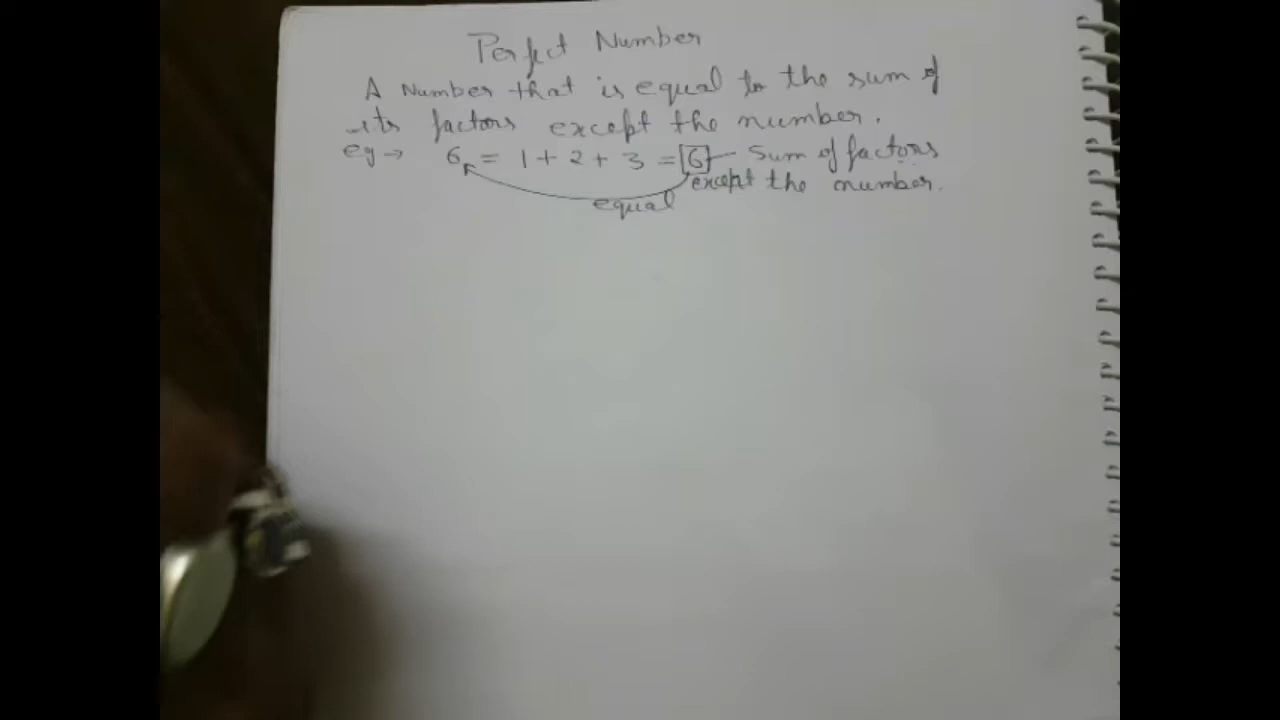 Perfect Number
A Number that is equal to the sum of
its factors except the number.
eg → 6 = 1 + 2 + 3 = 6 — Sum of factors
except the number.
equal